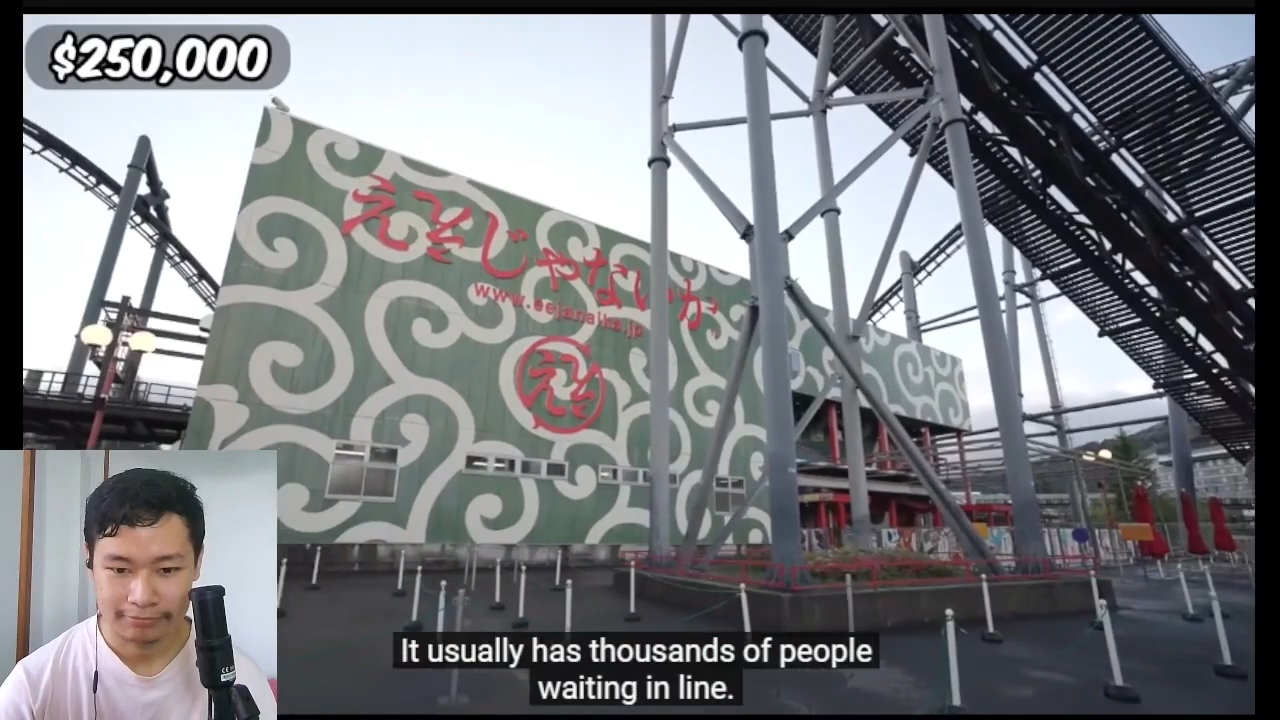 $250,000
ええじゃないか
www.eejanaika.jp
ええ
It usually has thousands of people
waiting in line.